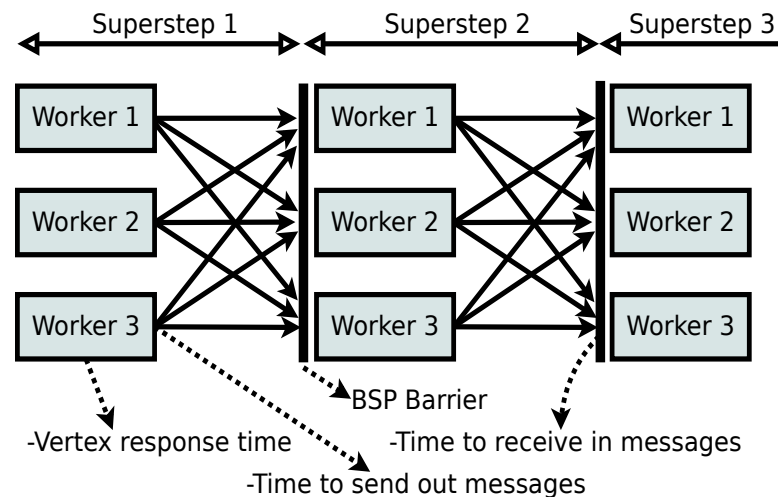 Superstep 1 Superstep 2 Superstep 3
Worker 1 Worker 1 Worker 1
Worker 2 Worker 2 Worker 2
Worker 3 Worker 3 Worker 3
BSP Barrier
-Vertex response time -Time to receive in messages
-Time to send out messages